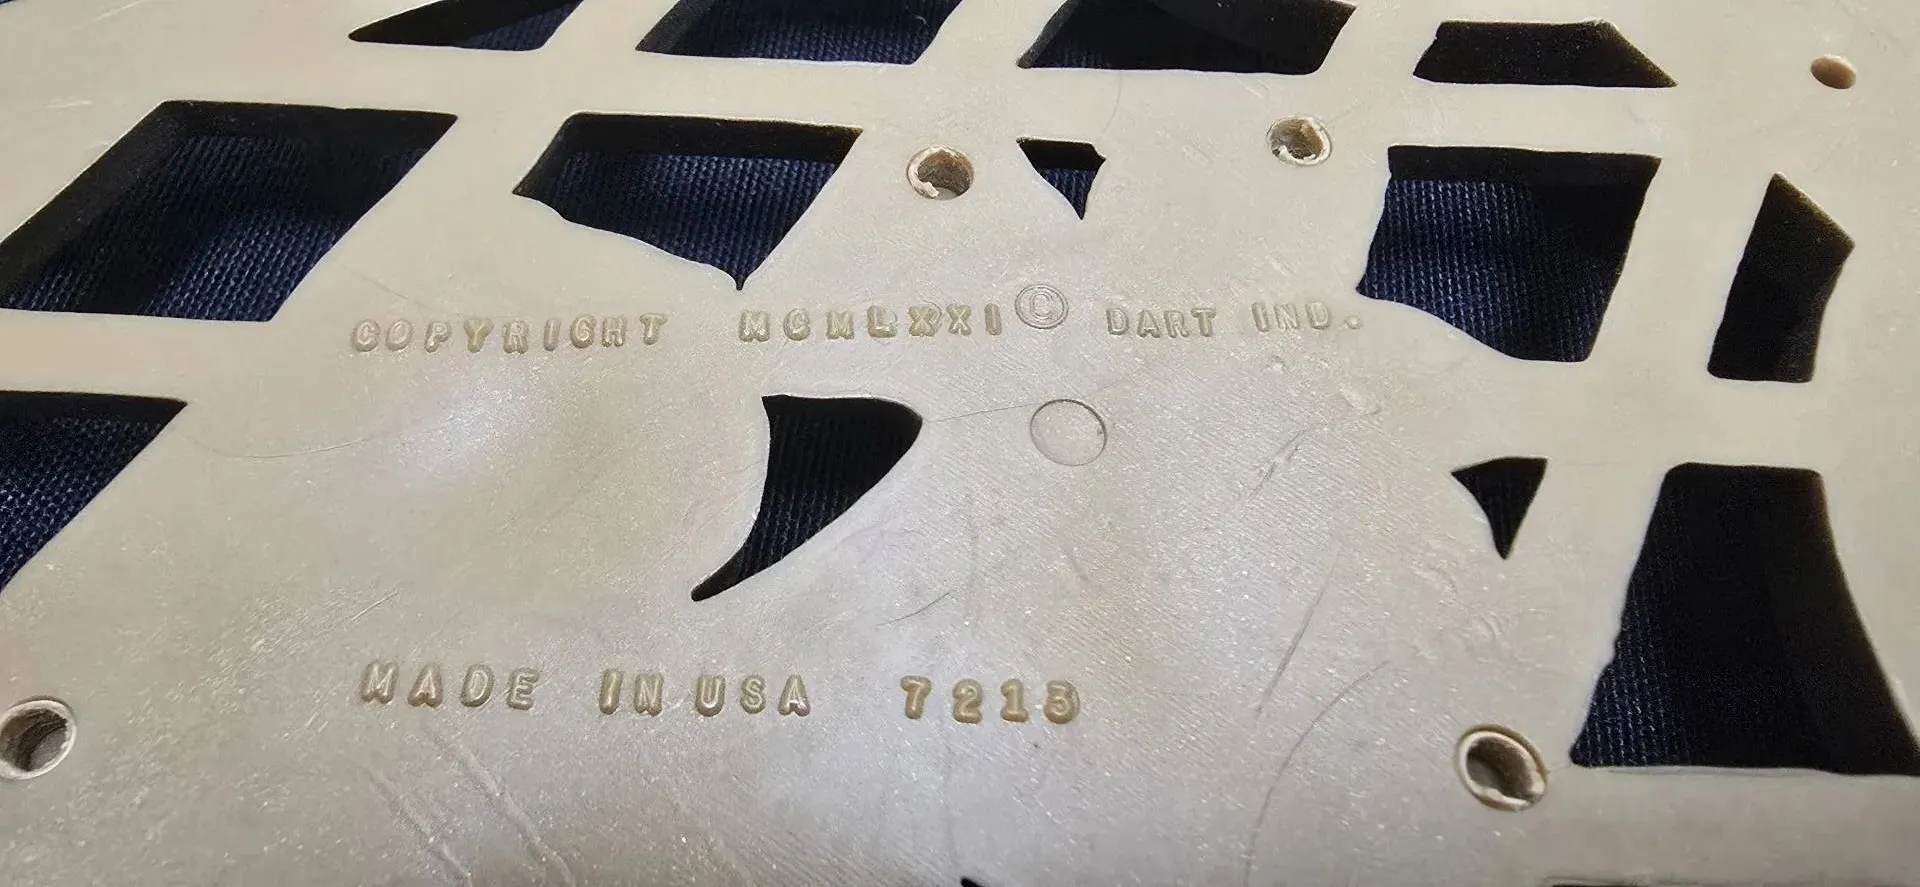 COPYRIGHT MCMLXXI © DART IND.
MADE IN USA 7213